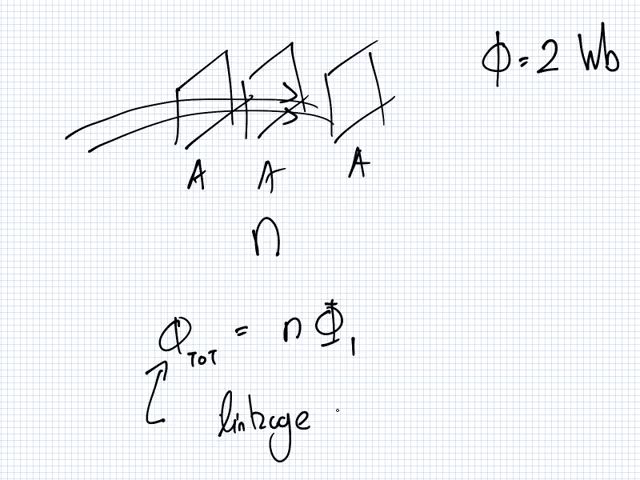 ϕ = 2 Wb
A A A
n
Φ_TOT = n Φ_1
linkage